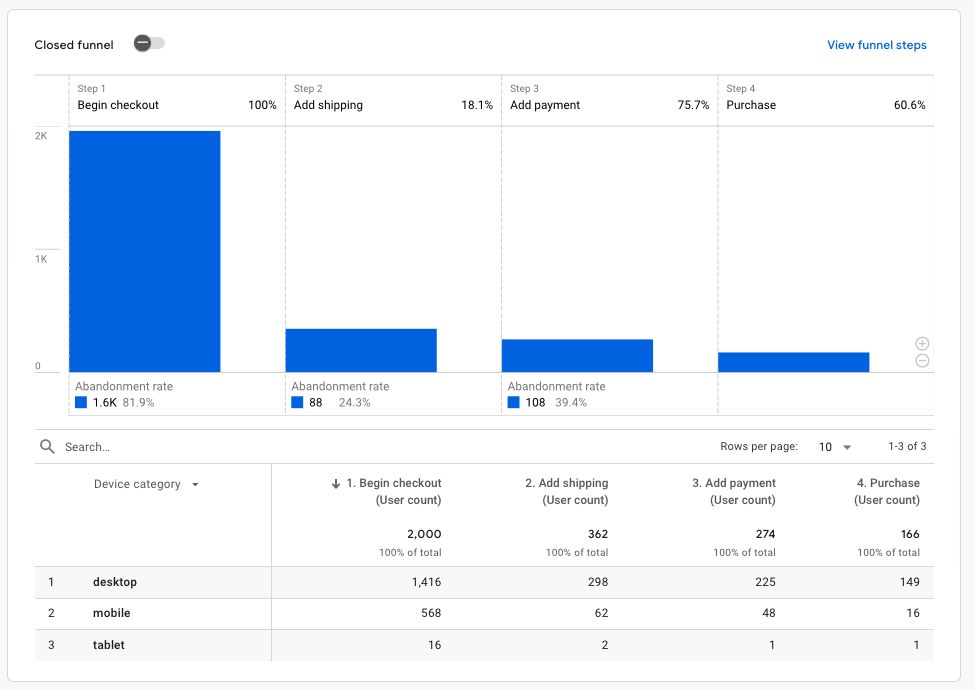 Closed funnel
View funnel steps
Step 1
Begin checkout 100%
Step 2
Add shipping 18.1%
Step 3
Add payment 75.7%
Step 4
Purchase 60.6%
2K
1K
0
Abandonment rate
1.6K 81.9%
Abandonment rate
88 24.3%
Abandonment rate
108 39.4%
Search...
Rows per page: 10 1-3 of 3
Device category
1. Begin checkout
(User count)
2. Add shipping
(User count)
3. Add payment
(User count)
4. Purchase
(User count)
2,000 362 274 166
100% of total 100% of total 100% of total 100% of total
1 desktop 1,416 298 225 149
2 mobile 568 62 48 16
3 tablet 16 2 1 1